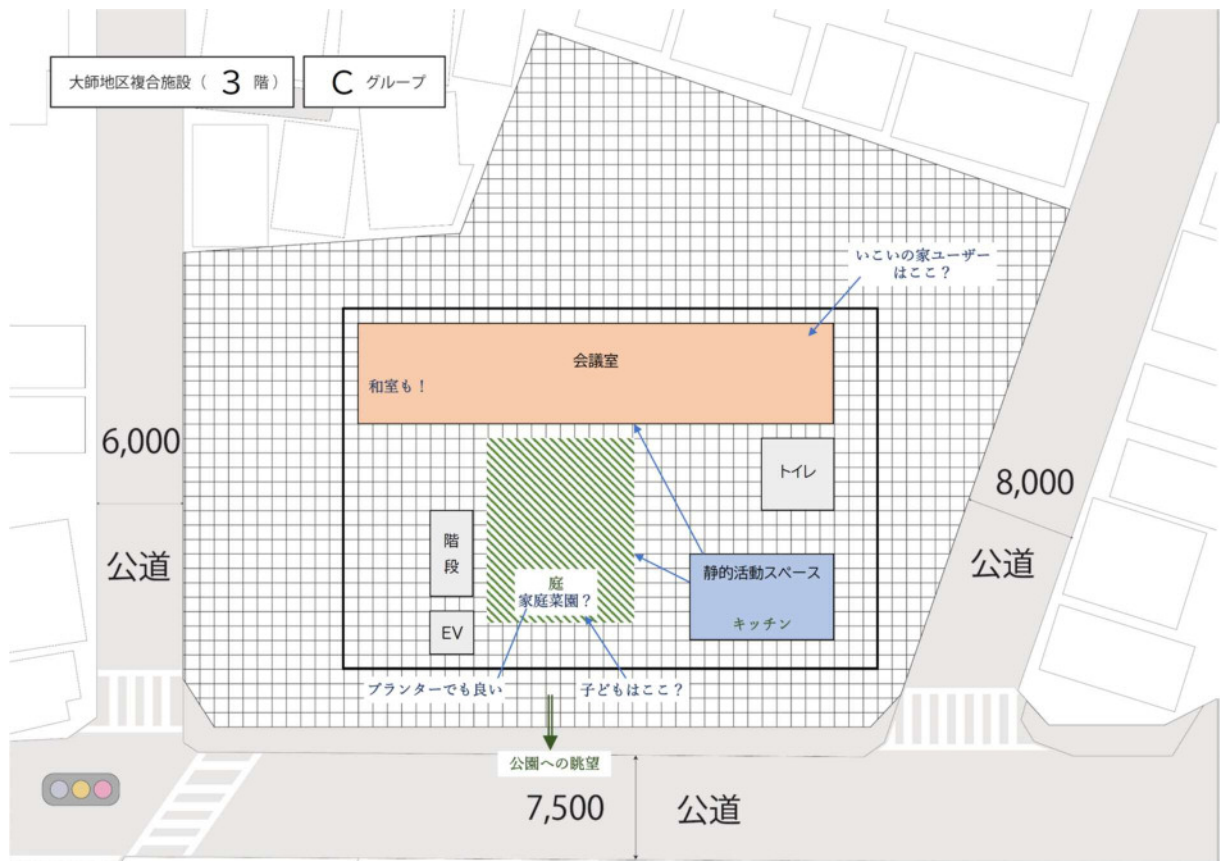 大師地区複合施設（ 3 階） C グループ
いこいの家ユーザー
はここ？
会議室
和室も！
6,000
公道
トイレ
8,000
公道
階
段
静的活動スペース
庭
家庭菜園？
キッチン
EV
プランターでも良い
子どもはここ？
公園への眺望
7,500
公道